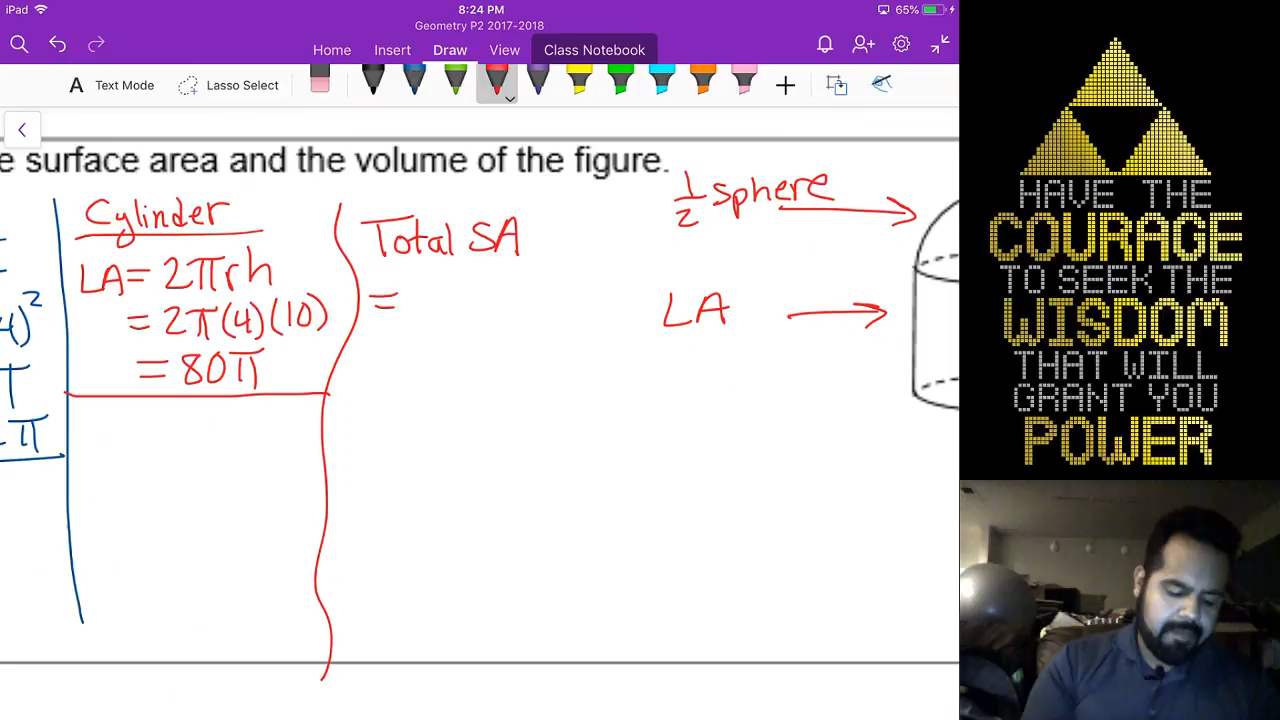 iPad
8:24 PM
65%
Geometry P2 2017-2018
Home Insert Draw View Class Notebook
A Text Mode Lasso Select
e surface area and the volume of the figure.
4)²
π
Cylinder
LA = 2πrh
= 2π(4)(10)
= 80π
Total SA
=
1/2 sphere
LA
HAVE THE
COURAGE
TO SEEK THE
WISDOM
THAT WILL
GRANT YOU
POWER